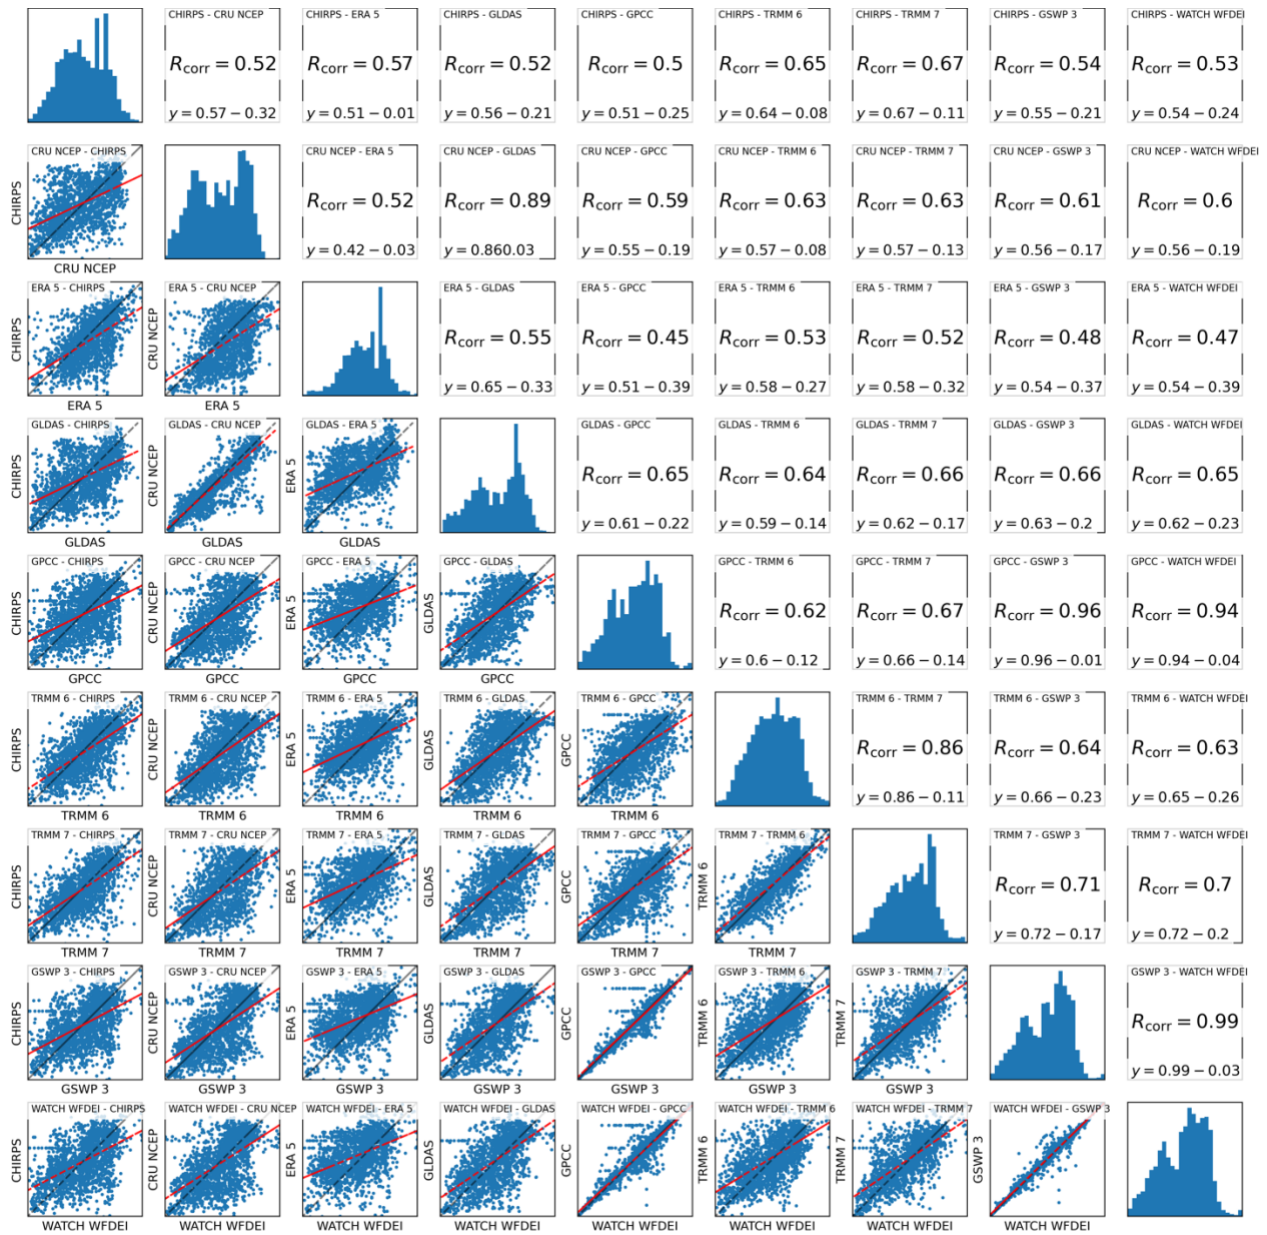 CHIRPS - CRU NCEP
CHIRPS - ERA 5
CHIRPS - GLDAS
CHIRPS - GPCC
CHIRPS - TRMM 6
CHIRPS - TRMM 7
CHIRPS - GSWP 3
CHIRPS - WATCH WFDEI
Rcorr = 0.52
Rcorr = 0.57
Rcorr = 0.52
Rcorr = 0.5
Rcorr = 0.65
Rcorr = 0.67
Rcorr = 0.54
Rcorr = 0.53
y = 0.57 − 0.32
y = 0.51 − 0.01
y = 0.56 − 0.21
y = 0.51 − 0.25
y = 0.64 − 0.08
y = 0.67 − 0.11
y = 0.55 − 0.21
y = 0.54 − 0.24
CRU NCEP - CHIRPS
CRU NCEP - ERA 5
CRU NCEP - GLDAS
CRU NCEP - GPCC
CRU NCEP - TRMM 6
CRU NCEP - TRMM 7
CRU NCEP - GSWP 3
CRU NCEP - WATCH WFDEI
CHIRPS
Rcorr = 0.52
Rcorr = 0.89
Rcorr = 0.59
Rcorr = 0.63
Rcorr = 0.63
Rcorr = 0.61
Rcorr = 0.6
y = 0.42 − 0.03
y = 0.860.03
y = 0.55 − 0.19
y = 0.57 − 0.08
y = 0.57 − 0.13
y = 0.56 − 0.17
y = 0.56 − 0.19
CRU NCEP
ERA 5 - CHIRPS
ERA 5 - CRU NCEP
ERA 5 - GLDAS
ERA 5 - GPCC
ERA 5 - TRMM 6
ERA 5 - TRMM 7
ERA 5 - GSWP 3
ERA 5 - WATCH WFDEI
CHIRPS
CRU NCEP
Rcorr = 0.55
Rcorr = 0.45
Rcorr = 0.53
Rcorr = 0.52
Rcorr = 0.48
Rcorr = 0.47
y = 0.65 − 0.33
y = 0.51 − 0.39
y = 0.58 − 0.27
y = 0.58 − 0.32
y = 0.54 − 0.37
y = 0.54 − 0.39
ERA 5
ERA 5
GLDAS - CHIRPS
GLDAS - CRU NCEP
GLDAS - ERA 5
GLDAS - GPCC
GLDAS - TRMM 6
GLDAS - TRMM 7
GLDAS - GSWP 3
GLDAS - WATCH WFDEI
CHIRPS
CRU NCEP
ERA 5
Rcorr = 0.65
Rcorr = 0.64
Rcorr = 0.66
Rcorr = 0.66
Rcorr = 0.65
y = 0.61 − 0.22
y = 0.59 − 0.14
y = 0.62 − 0.17
y = 0.63 − 0.2
y = 0.62 − 0.23
GLDAS
GLDAS
GLDAS
GPCC - CHIRPS
GPCC - CRU NCEP
GPCC - ERA 5
GPCC - GLDAS
GPCC - TRMM 6
GPCC - TRMM 7
GPCC - GSWP 3
GPCC - WATCH WFDEI
CHIRPS
CRU NCEP
ERA 5
GLDAS
Rcorr = 0.62
Rcorr = 0.67
Rcorr = 0.96
Rcorr = 0.94
y = 0.6 − 0.12
y = 0.66 − 0.14
y = 0.96 − 0.01
y = 0.94 − 0.04
GPCC
GPCC
GPCC
GPCC
TRMM 6 - CHIRPS
TRMM 6 - CRU NCEP
TRMM 6 - ERA 5
TRMM 6 - GLDAS
TRMM 6 - GPCC
TRMM 6 - TRMM 7
TRMM 6 - GSWP 3
TRMM 6 - WATCH WFDEI
CHIRPS
CRU NCEP
ERA 5
GLDAS
GPCC
Rcorr = 0.86
Rcorr = 0.64
Rcorr = 0.63
y = 0.86 − 0.11
y = 0.66 − 0.23
y = 0.65 − 0.26
TRMM 6
TRMM 6
TRMM 6
TRMM 6
TRMM 6
TRMM 7 - CHIRPS
TRMM 7 - CRU NCEP
TRMM 7 - ERA 5
TRMM 7 - GLDAS
TRMM 7 - GPCC
TRMM 7 - TRMM 6
TRMM 7 - GSWP 3
TRMM 7 - WATCH WFDEI
CHIRPS
CRU NCEP
ERA 5
GLDAS
GPCC
TRMM 6
Rcorr = 0.71
Rcorr = 0.7
y = 0.72 − 0.17
y = 0.72 − 0.2
TRMM 7
TRMM 7
TRMM 7
TRMM 7
TRMM 7
TRMM 7
GSWP 3 - CHIRPS
GSWP 3 - CRU NCEP
GSWP 3 - ERA 5
GSWP 3 - GLDAS
GSWP 3 - GPCC
GSWP 3 - TRMM 6
GSWP 3 - TRMM 7
GSWP 3 - WATCH WFDEI
CHIRPS
CRU NCEP
ERA 5
GLDAS
GPCC
TRMM 6
TRMM 7
Rcorr = 0.99
y = 0.99 − 0.03
GSWP 3
GSWP 3
GSWP 3
GSWP 3
GSWP 3
GSWP 3
GSWP 3
WATCH WFDEI - CHIRPS
WATCH WFDEI - CRU NCEP
WATCH WFDEI - ERA 5
WATCH WFDEI - GLDAS
WATCH WFDEI - GPCC
WATCH WFDEI - TRMM 6
WATCH WFDEI - TRMM 7
WATCH WFDEI - GSWP 3
CHIRPS
CRU NCEP
ERA 5
GLDAS
GPCC
TRMM 6
TRMM 7
GSWP 3
WATCH WFDEI
WATCH WFDEI
WATCH WFDEI
WATCH WFDEI
WATCH WFDEI
WATCH WFDEI
WATCH WFDEI
WATCH WFDEI